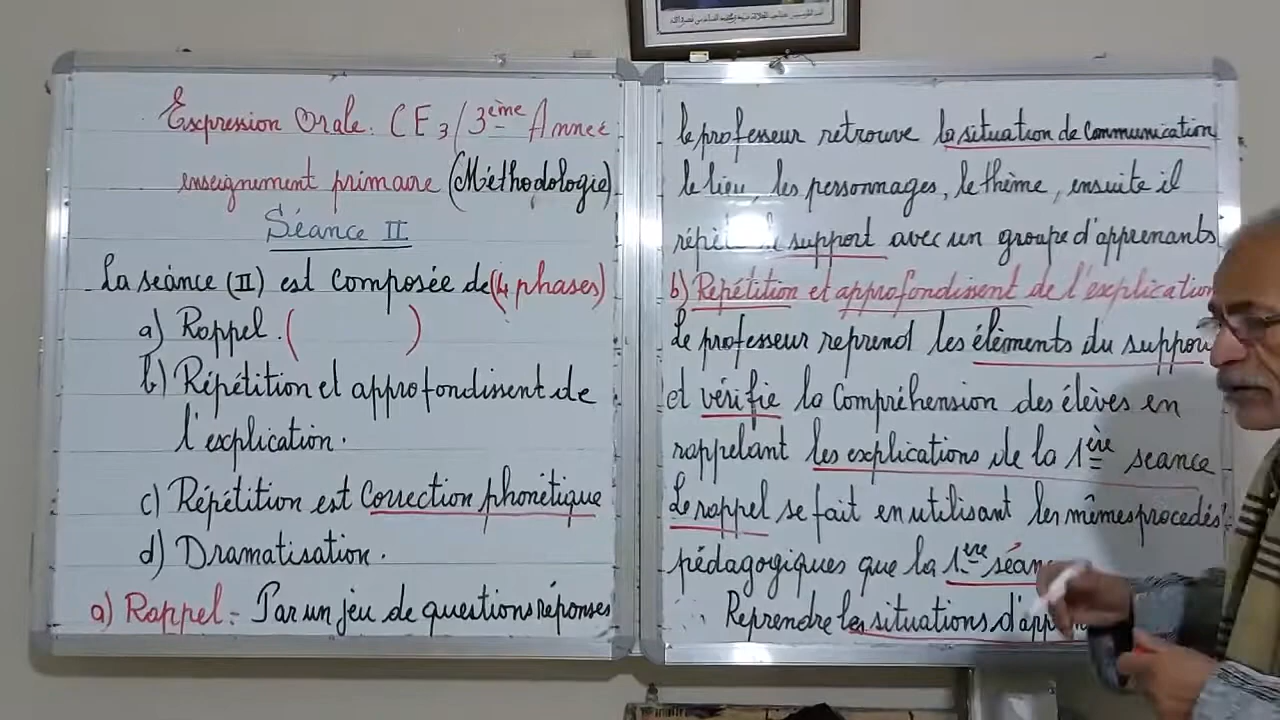 Expression Orale. CE3/3ème Année
enseignement primaire (Méthodologie)
Séance II
La séance (II) est composée de (4 phases)
a) Rappel. ( )
b) Répétition et approfondissent de
l'explication.
c) Répétition est Correction phonétique
d) Dramatisation.
a) Rappel = Par un jeu de questions réponses
le professeur retrouve la situation de Communication
le lieu, les personnages, le thème, ensuite il
support avec un groupe d'apprenants
b) Répétition et approfondissent de l'explication
Le professeur reprend les élèments du suppor
et vérifie la Compréhension des élèves en
rappelant les explications de la 1ère seance
Le rappel se fait en utilisant les mêmes procedés
pédagogiques que la 1ère séan
Reprendre les situations d'app